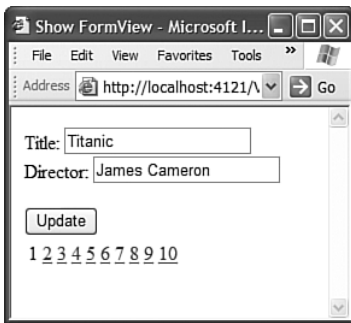 Show FormView - Microsoft I...
File Edit View Favorites Tools »
Address http://localhost:4121/\ Go
Title: Titanic
Director: James Cameron
Update
1 2 3 4 5 6 7 8 9 10